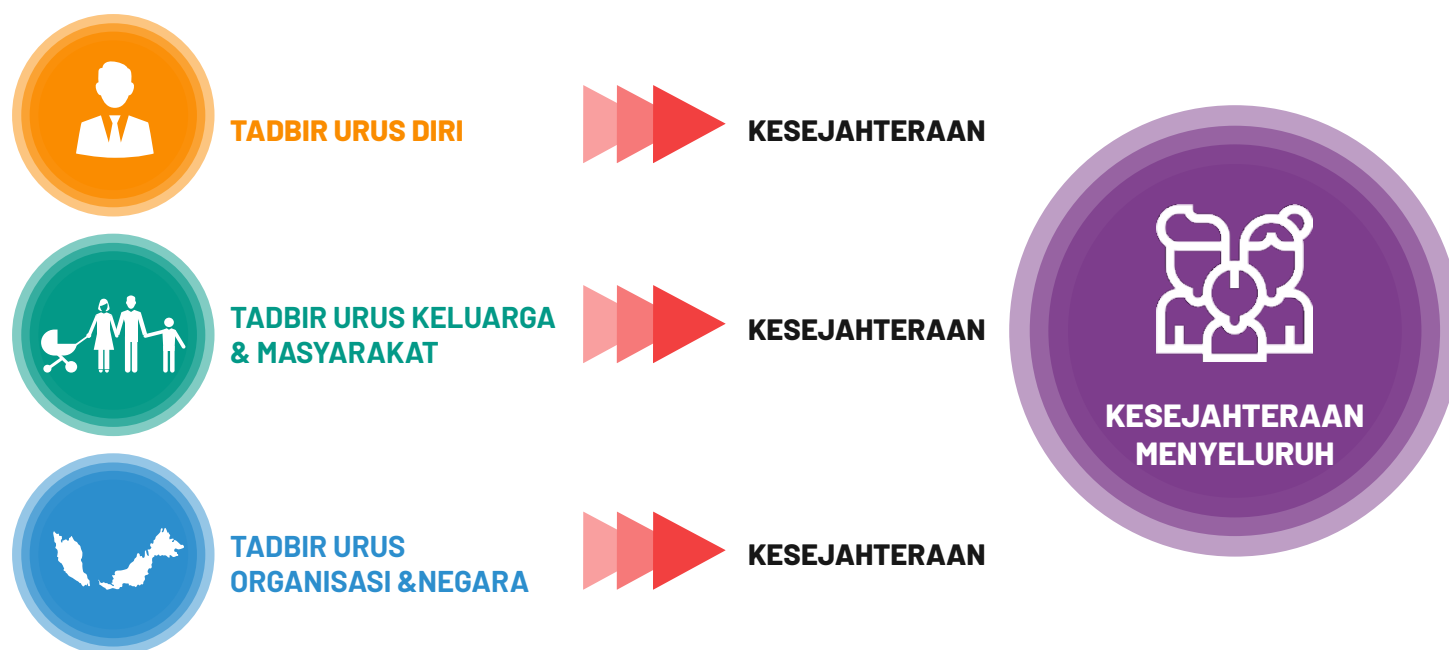 TADBIR URUS DIRI
KESEJAHTERAAN
TADBIR URUS KELUARGA
& MASYARAKAT
KESEJAHTERAAN
TADBIR URUS
ORGANISASI &NEGARA
KESEJAHTERAAN
KESEJAHTERAAN
MENYELURUH